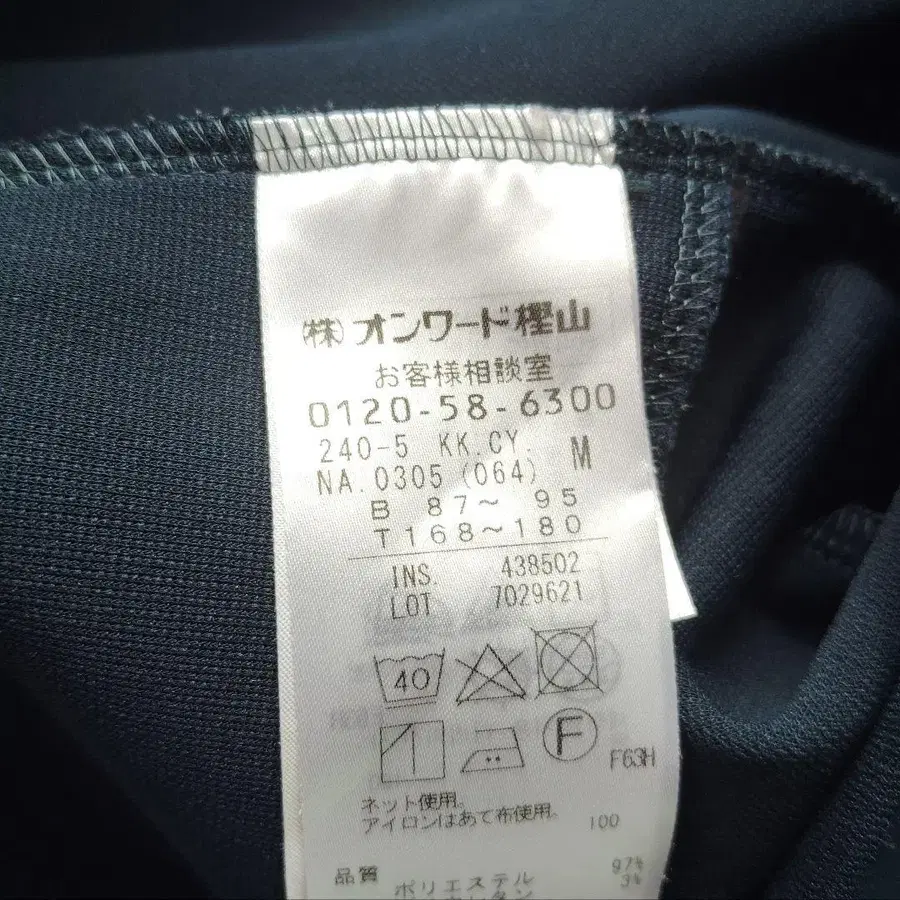 ㈱オンワード樫山
お客様相談室
0120-58-6300
240-5 KK.CY. M
NA.0305 (064)
B 87～ 95
T168～180
INS. 438502
LOT 7029621
40
F
F63H
ネット使用。
アイロンはあて布使用。 100
品質
ポリエステル 97%
3%